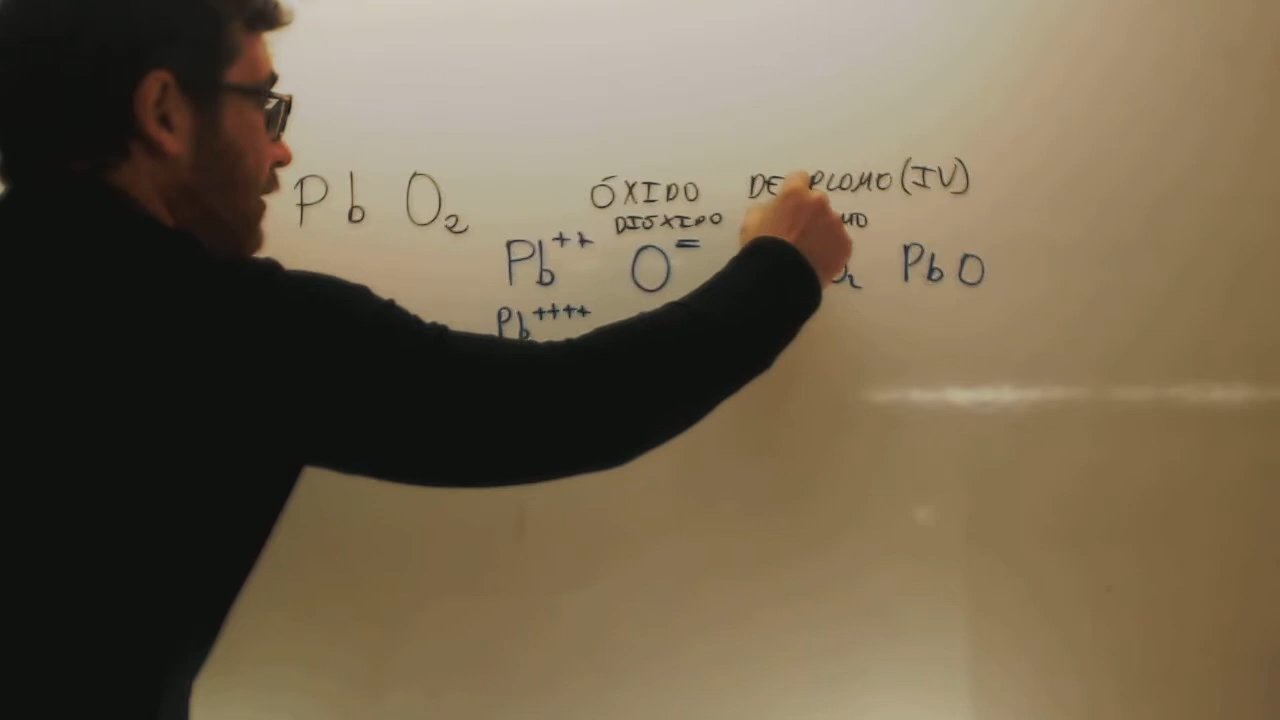 Pb O₂ ÓXIDO DE PLOMO (IV)
DIÓXIDO
Pb⁺⁺ O⁼ PbO
Pb⁺⁺⁺⁺